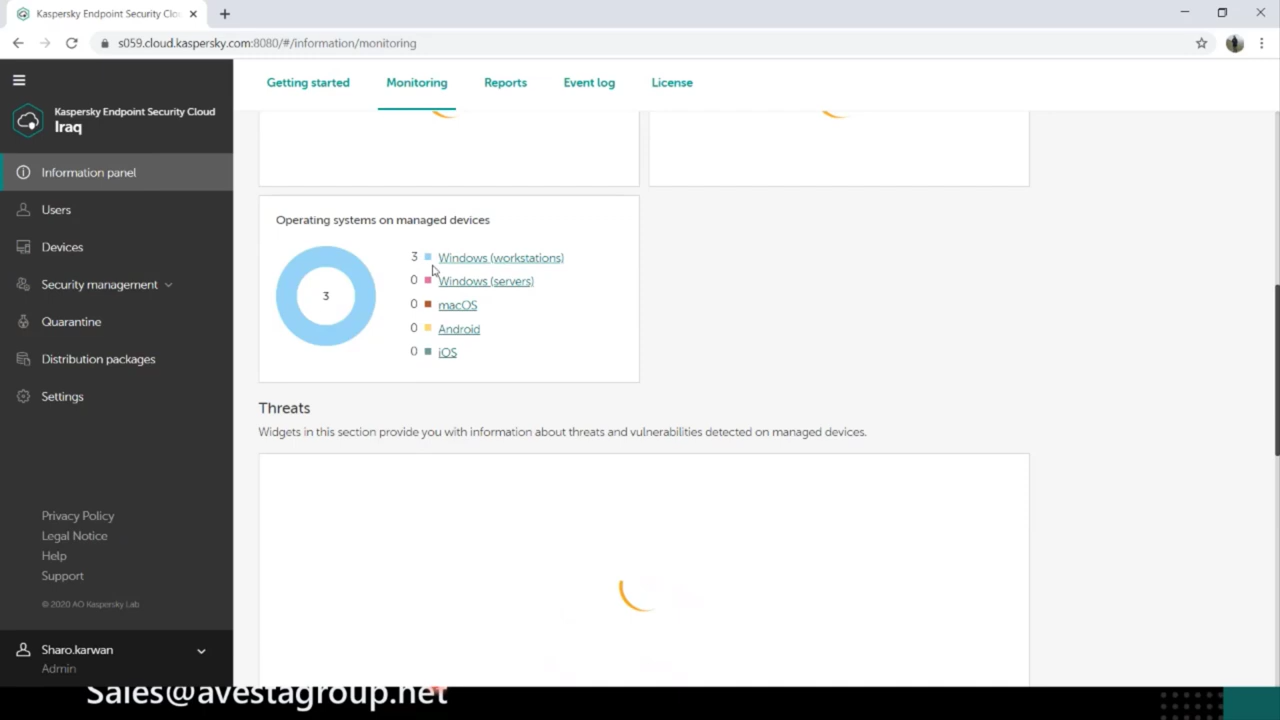 Kaspersky Endpoint Security Clo
s059.cloud.kaspersky.com:8080/#/information/monitoring
Kaspersky Endpoint Security Cloud
Iraq
Information panel
Users
Devices
Security management
Quarantine
Distribution packages
Settings
Privacy Policy
Legal Notice
Help
Support
© 2020 AO Kaspersky Lab
Sharo.karwan
Admin
Getting started Monitoring Reports Event log License
Operating systems on managed devices
3
3 Windows (workstations)
0 Windows (servers)
0 macOS
0 Android
0 iOS
Threats
Widgets in this section provide you with information about threats and vulnerabilities detected on managed devices.
Sales@avestagroup.net